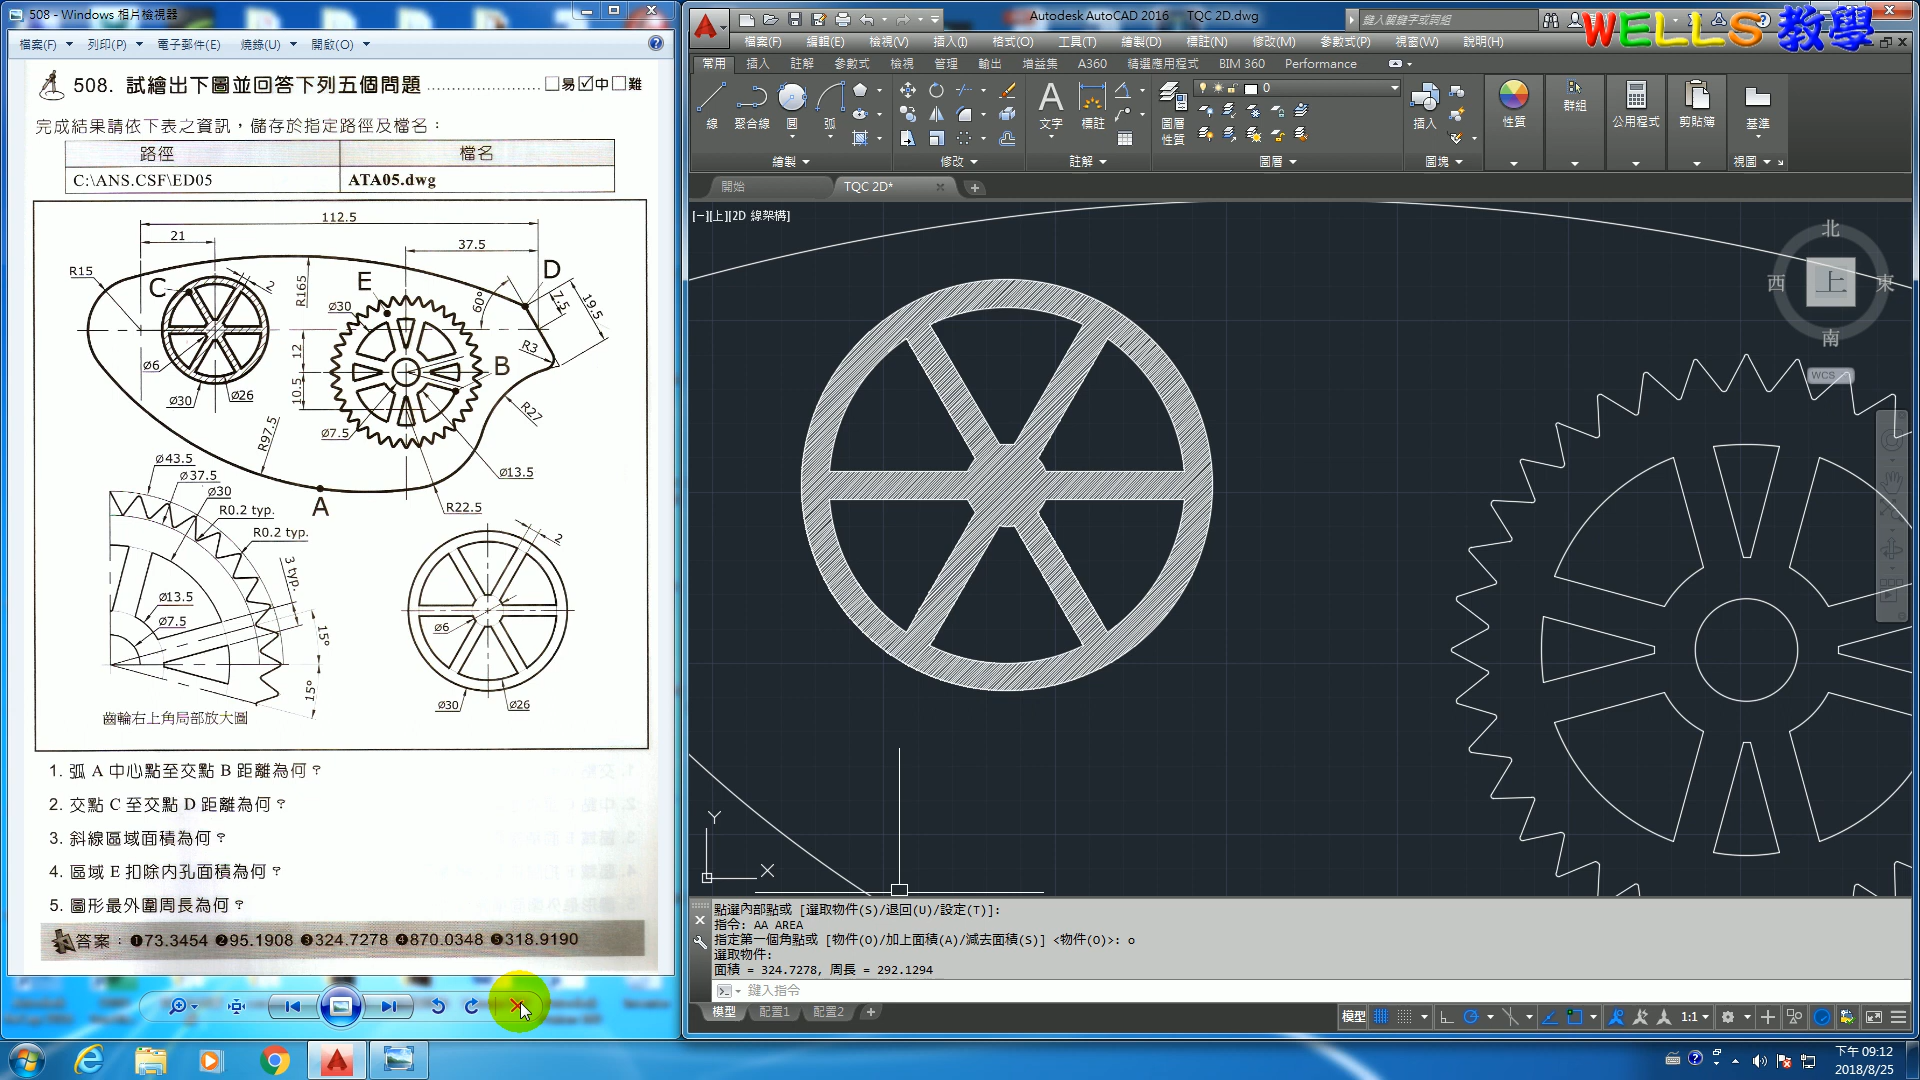 508 - Windows 相片檢視器
檔案(F)
列印(P)
電子郵件(E)
燒錄(U)
開啟(O)
508. 試繪出下圖並回答下列五個問題
易
中
難
完成結果請依下表之資訊，儲存於指定路徑及檔名：
路徑
檔名
C:\ANS.CSF\ED05
ATA05.dwg
112.5
21
37.5
R15
C
2
R165
E
Ø30
60°
D
7.5
19.5
R3
12
10.5
B
Ø6
Ø30
Ø26
R97.5
Ø7.5
R27
Ø13.5
R22.5
A
Ø43.5
Ø37.5
Ø30
R0.2 typ.
R0.2 typ.
3 typ.
Ø13.5
Ø7.5
15°
15°
齒輪右上角局部放大圖
2
Ø6
Ø30
Ø26
1. 弧 A 中心點至交點 B 距離為何？
2. 交點 C 至交點 D 距離為何？
3. 斜線區域面積為何？
4. 區域 E 扣除內孔面積為何？
5. 圖形最外圍周長為何？
答案：❶73.3454 ❷95.1908 ❸324.7278 ❹870.0348 ❺318.9190
Autodesk AutoCAD 2016 TQC 2D.dwg
鍵入關鍵字或詞組
WELLS 教學
檔案(F)
編輯(E)
檢視(V)
插入(I)
格式(O)
工具(T)
繪製(D)
標註(N)
修改(M)
參數式(P)
視窗(W)
說明(H)
常用
插入
註解
參數式
檢視
管理
輸出
增益集
A360
精選應用程式
BIM 360
Performance
線
聚合線
圓
弧
文字
標註
圖層
性質
0
插入
性質
群組
公用程式
剪貼簿
基準
繪製
修改
註解
圖層
圖塊
視圖
開始
TQC 2D*
[−][上][2D 線架構]
北
西
上
東
南
WCS
Y
X
點選內部點或 [選取物件(S)/退回(U)/設定(T)]:
指令: AA AREA
指定第一個角點或 [物件(O)/加上面積(A)/減去面積(S)] <物件(O)>: o
選取物件:
面積 = 324.7278, 周長 = 292.1294
鍵入指令
模型
配置1
配置2
模型
1:1
下午 09:12
2018/8/25